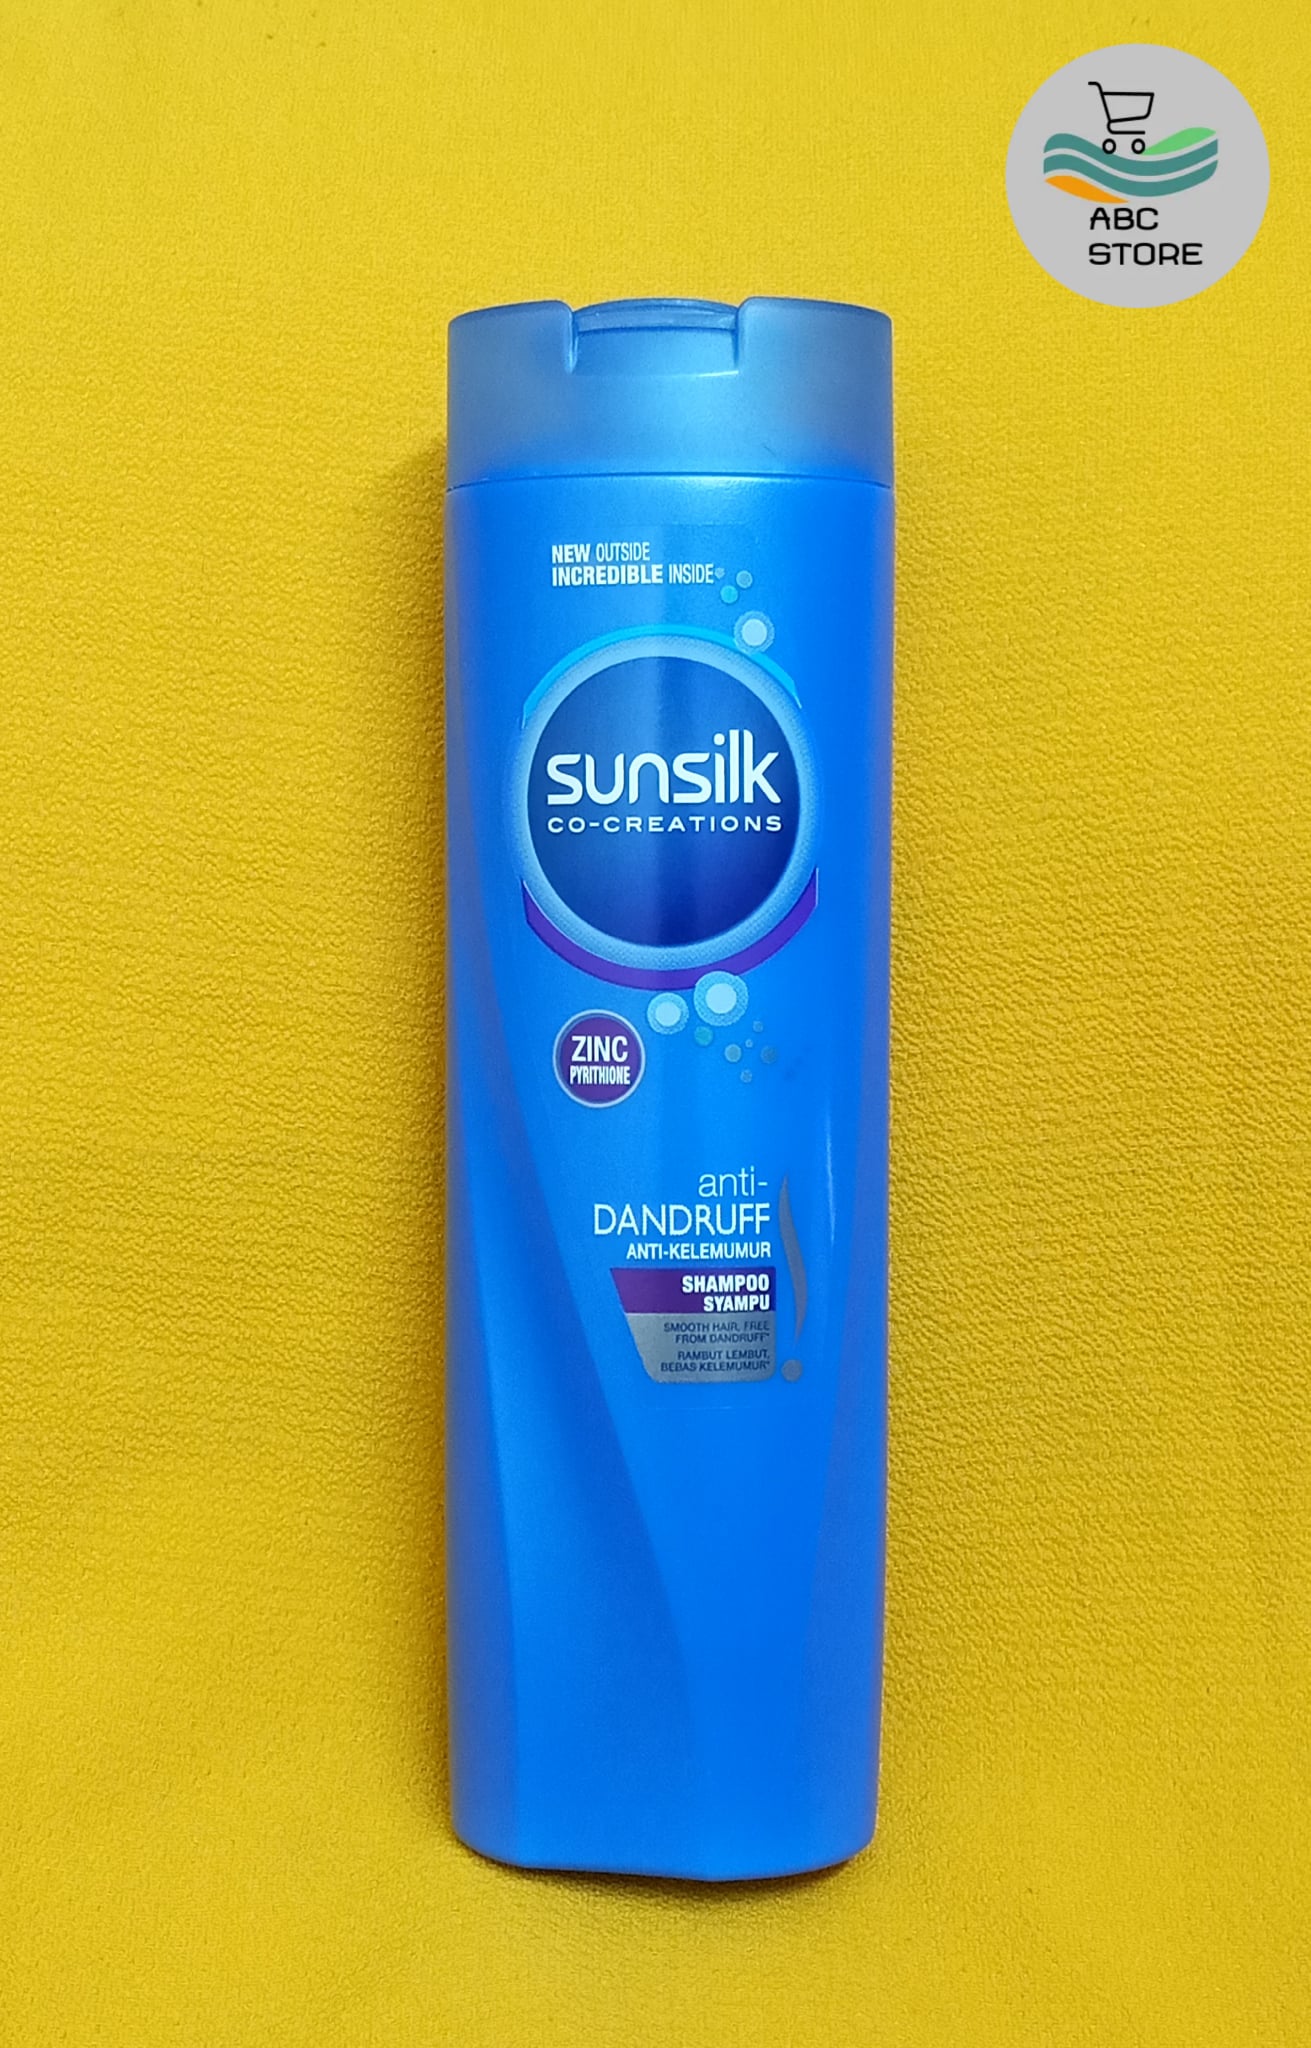 ABC
STORE
NEW OUTSIDE
INCREDIBLE INSIDE*
sunsilk
CO-CREATIONS
ZINC
PYRITHIONE
anti-
DANDRUFF
ANTI-KELEMUMUR
SHAMPOO
SYAMPU
SMOOTH HAIR, FREE
FROM DANDRUFF*
RAMBUT LEMBUT,
BEBAS KELEMUMUR*